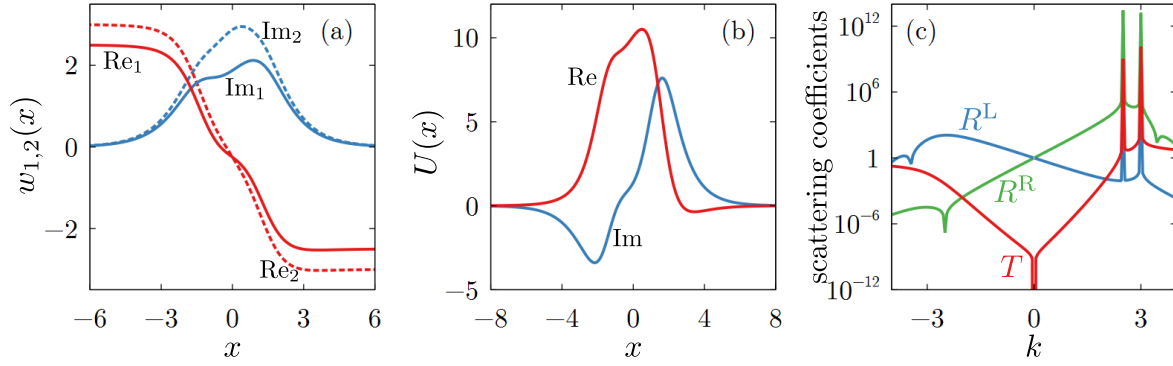 (a)
Im₂
Re₁
Im₁
Re₂
w₁,₂(x)
2
0
−2
−6
−3
0
3
6
x
(b)
Re
Im
U(x)
10
5
0
−5
−8
−4
0
4
8
x
(c)
Rᴸ
Rᴿ
T
scattering coefficients
10¹²
10⁶
1
10⁻⁶
10⁻¹²
−3
0
3
k